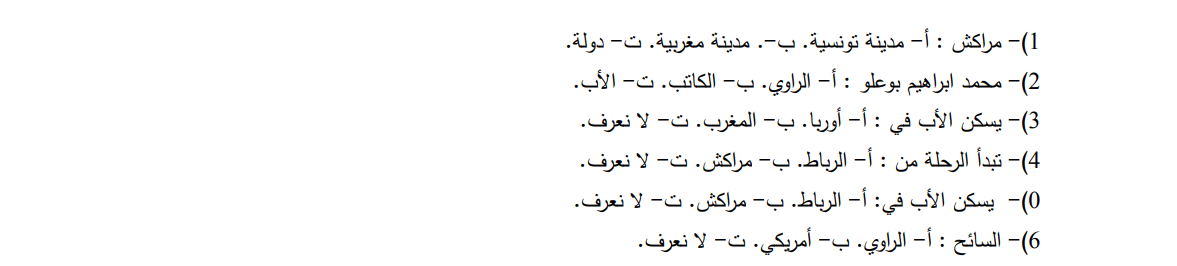 1)- مراكش : أ- مدينة تونسية. ب-. مدينة مغربية. ت- دولة.
2)- محمد ابراهيم بوعلو : أ- الراوي. ب- الكاتب. ت- الأب.
3)- يسكن الأب في : أ- أوربا. ب- المغرب. ت- لا نعرف.
4)- تبدأ الرحلة من : أ- الرباط. ب- مراكش. ت- لا نعرف.
0)- يسكن الأب في: أ- الرباط. ب- مراكش. ت- لا نعرف.
6)- السائح : أ- الراوي. ب- أمريكي. ت- لا نعرف.